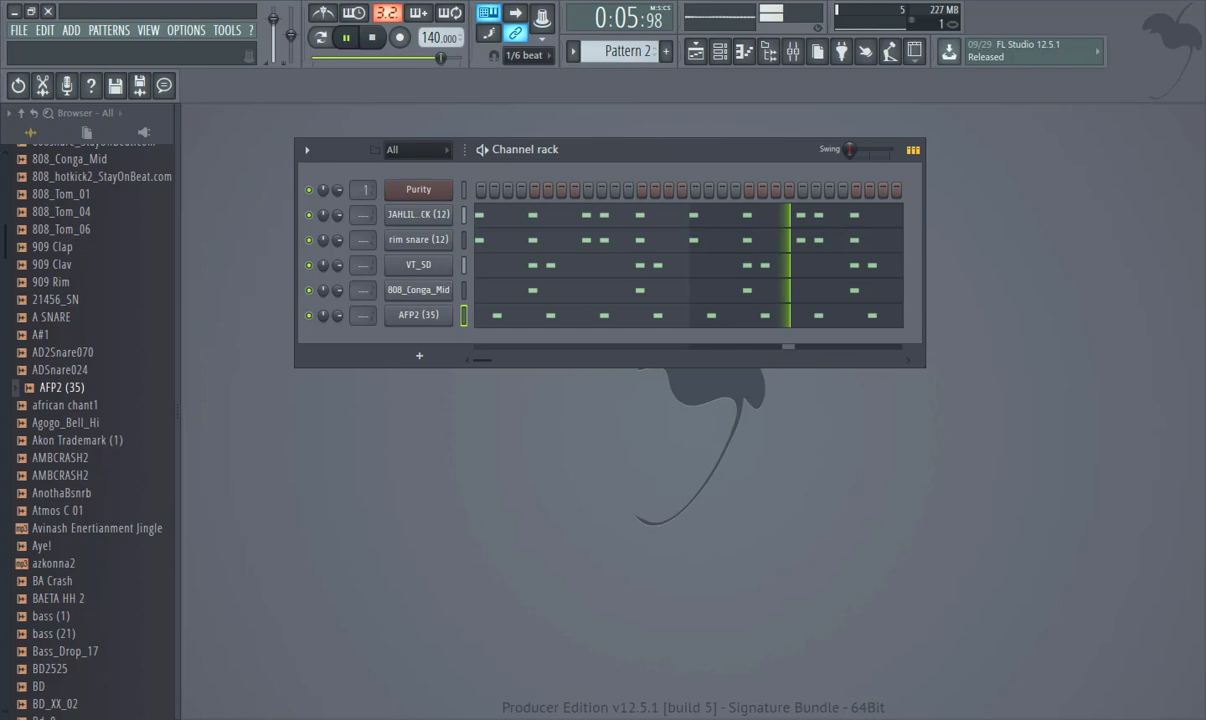 FILE EDIT ADD PATTERNS VIEW OPTIONS TOOLS ?
3.2
140.000
1/6 beat
0:05:98
M:S:CS
Pattern 2
5
227 MB
1
09/29 FL Studio 12.5.1
Released
Browser - All
808_Conga_Mid
808_hotkick2_StayOnBeat.com
808_Tom_01
808_Tom_04
808_Tom_06
909 Clap
909 Clav
909 Rim
21456_SN
A SNARE
A#1
AD2Snare070
ADSnare024
AFP2 (35)
african chant1
Agogo_Bell_Hi
Akon Trademark (1)
AMBCRASH2
AMBCRASH2
AnothaBsnrb
Atmos C 01
Avinash Enertianment Jingle
Aye!
azkonna2
BA Crash
BAETA HH 2
bass (1)
bass (21)
Bass_Drop_17
BD2525
BD
BD_XX_02
All
Channel rack
Swing
1
Purity
JAHLIL..CK (12)
rim snare (12)
VT_SD
808_Conga_Mid
AFP2 (35)
+
Producer Edition v12.5.1 [build 5] - Signature Bundle - 64Bit